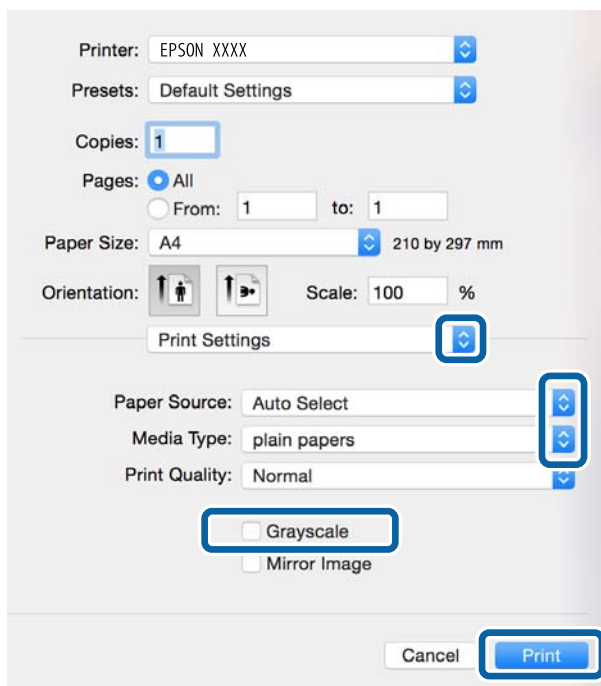 Printer: EPSON XXXX
Presets: Default Settings
Copies: 1
Pages: All
From: 1 to: 1
Paper Size: A4 210 by 297 mm
Orientation: Scale: 100 %
Print Settings
Paper Source: Auto Select
Media Type: plain papers
Print Quality: Normal
Grayscale
Mirror Image
Cancel Print